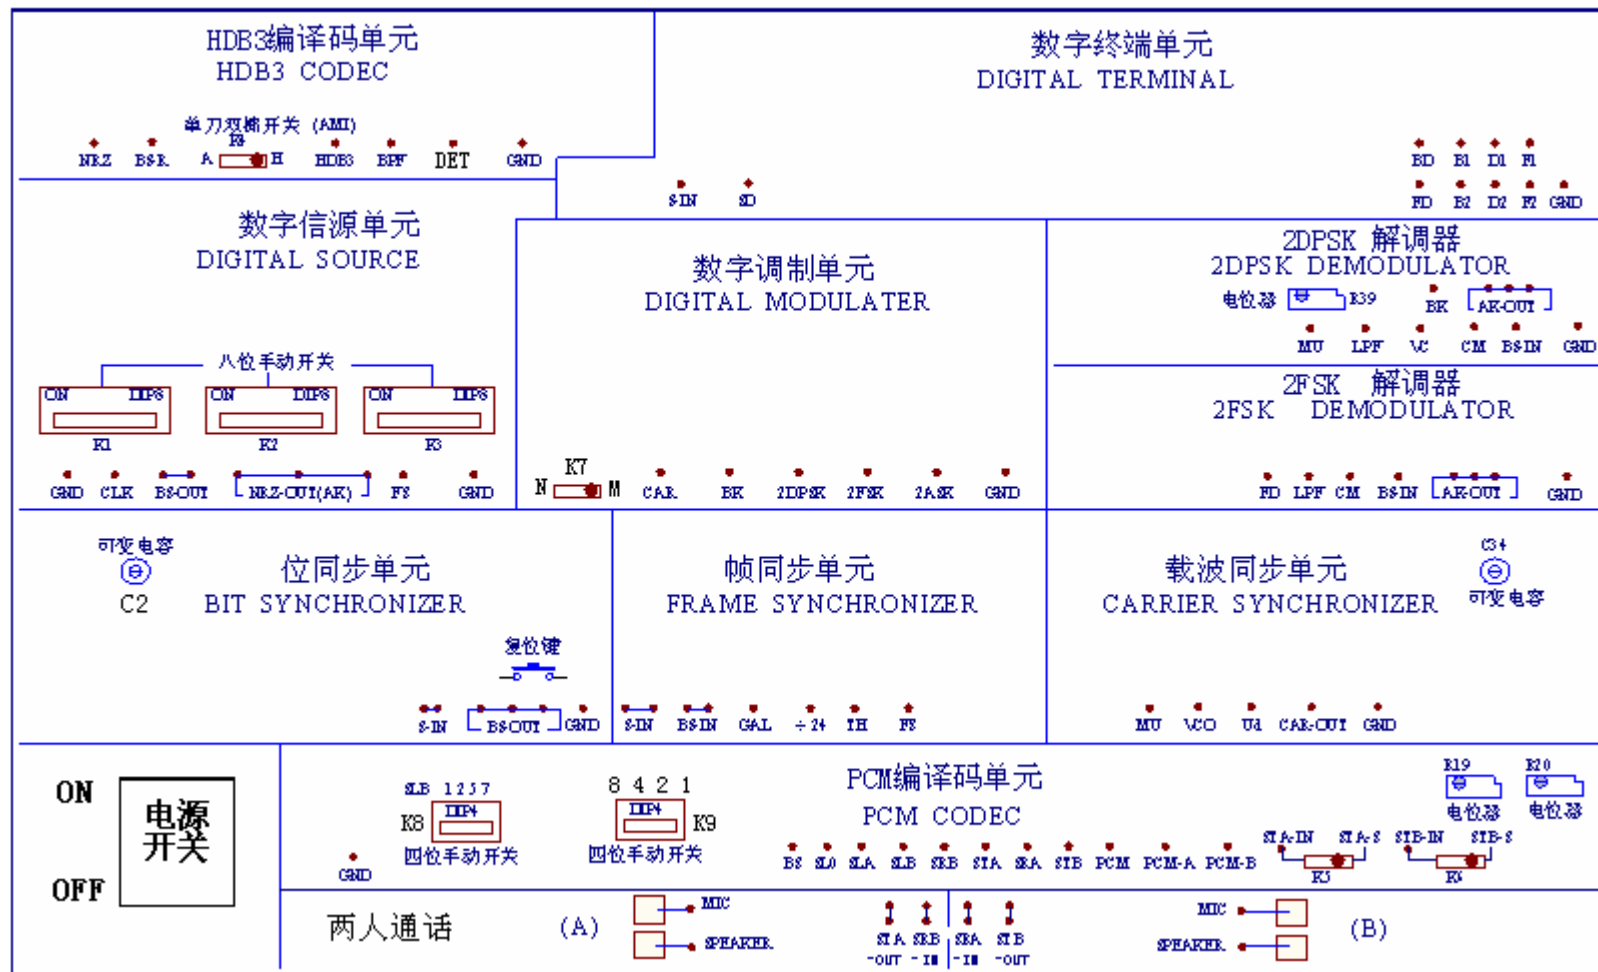 HDB3编译码单元
HDB3 CODEC
单刀双掷开关 (AMI)
NRZ BS-R A H HDB3 BPF DET GND
数字终端单元
DIGITAL TERMINAL
BD B1 D1 F1
S-IN SD FD B2 D2 F2 GND
数字信源单元
DIGITAL SOURCE
八位手动开关
ON DIP8 ON DIP8 ON DIP8
K1 K2 K3
GND CLK BS-OUT NRZ-OUT(AK) FS GND
数字调制单元
DIGITAL MODULATER
K7
N M CAR BK 2DPSK 2FSK 2ASK GND
2DPSK 解调器
2DPSK DEMODULATOR
电位器 R39 BK AK-OUT
MU LPF VC CM BS-IN GND
2FSK 解调器
2FSK DEMODULATOR
FD LPF CM BS-IN AK-OUT GND
可变电容
C2
位同步单元
BIT SYNCHRONIZER
复位键
S-IN BS-OUT GND
帧同步单元
FRAME SYNCHRONIZER
S-IN BS-IN GAL ÷24 TH FS
载波同步单元
CARRIER SYNCHRONIZER
C34
可变电容
MU VCO Ud CAR-OUT GND
ON
电源
开关
OFF
PCM编译码单元
PCM CODEC
SLB 1257
DIP4
K8
四位手动开关
8 4 2 1
DIP4
K9
四位手动开关
R19 R20
电位器 电位器
GND
BS SL0 SLA SLB SRB STA SRA STB PCM PCM-A PCM-B
STA-IN STA-S STB-IN STB-S
K5 K6
两人通话 (A)
MIC
SPEAKER
STA SRB SRA STB
-OUT -IN -IN -OUT
MIC
SPEAKER
(B)